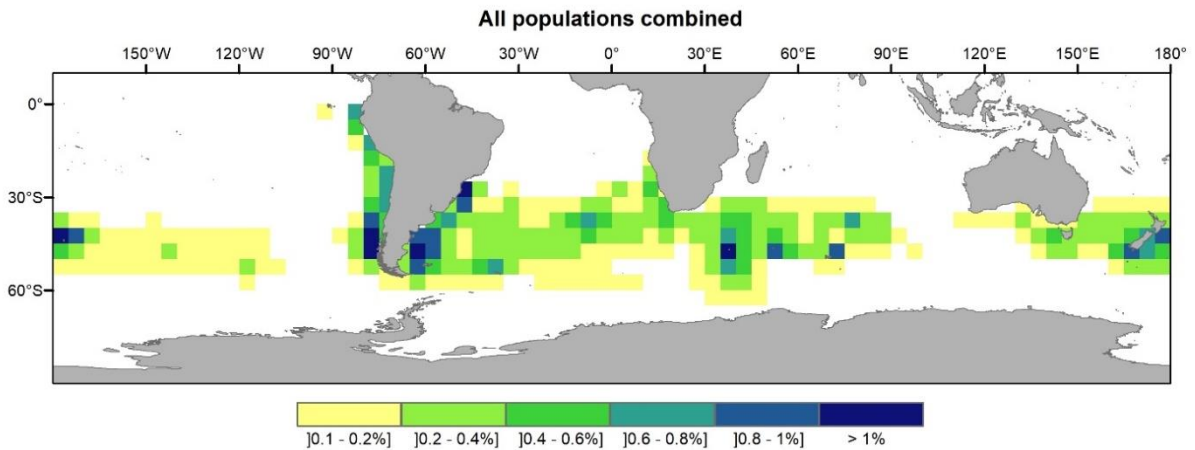 All populations combined
150°W 120°W 90°W 60°W 30°W 0° 30°E 60°E 90°E 120°E 150°E 180°
0°
30°S
60°S
]0.1 - 0.2%] ]0.2 - 0.4%] ]0.4 - 0.6%] ]0.6 - 0.8%] ]0.8 - 1%] > 1%